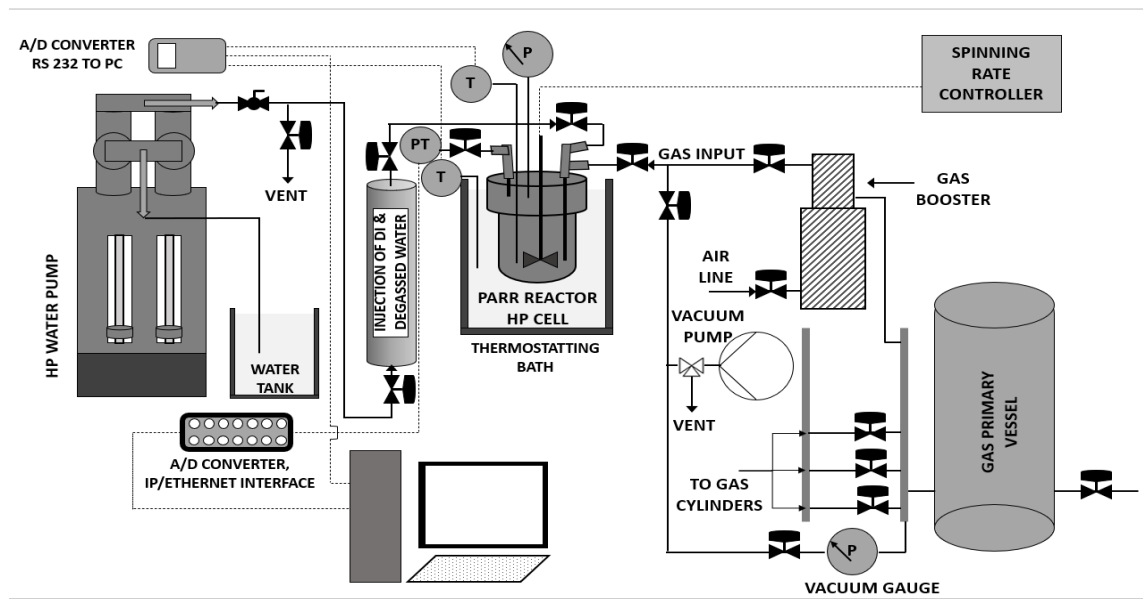 A/D CONVERTER
RS 232 TO PC
P
T
SPINNING
RATE
CONTROLLER
PT
T
GAS INPUT
VENT
GAS
BOOSTER
INJECTION OF DI &
DEGASSED WATER
HP WATER PUMP
AIR
LINE
PARR REACTOR
HP CELL
THERMOSTATTING
BATH
VACUUM
PUMP
WATER
TANK
VENT
GAS PRIMARY
VESSEL
A/D CONVERTER,
IP/ETHERNET INTERFACE
TO GAS
CYLINDERS
P
VACUUM GAUGE